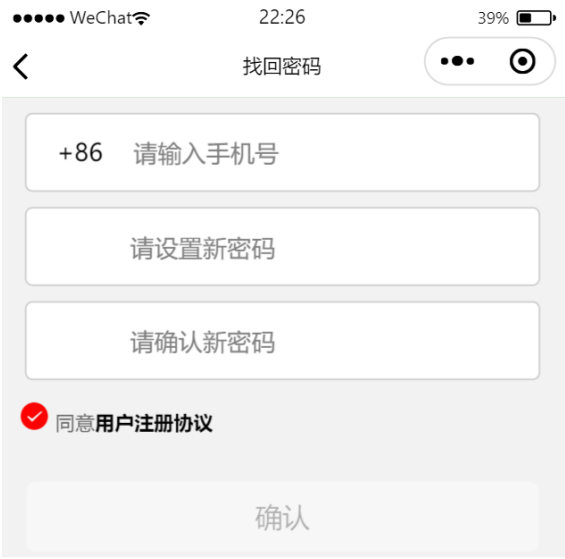 ●●●●● WeChat 22:26 39%
找回密码
+86 请输入手机号
请设置新密码
请确认新密码
同意用户注册协议
确认